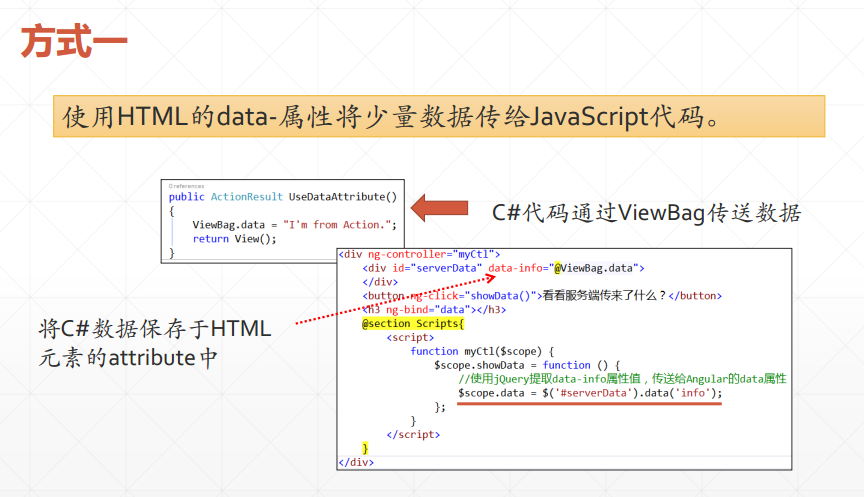 方式一
使用HTML的data-属性将少量数据传给JavaScript代码。
0 references
public ActionResult UseDataAttribute()
{
ViewBag.data = "I'm from Action.";
return View();
}
C#代码通过ViewBag传送数据
<div ng-controller="myCtl">
<div id="serverData" data-info="@ViewBag.data">
</div>
<button ng-click="showData()">看看服务端传来了什么？</button>
<h3 ng-bind="data"></h3>
@section Scripts{
<script>
function myCtl($scope) {
$scope.showData = function () {
//使用jQuery提取data-info属性值，传送给Angular的data属性
$scope.data = $('#serverData').data('info');
};
}
</script>
}
</div>
将C#数据保存于HTML
元素的attribute中